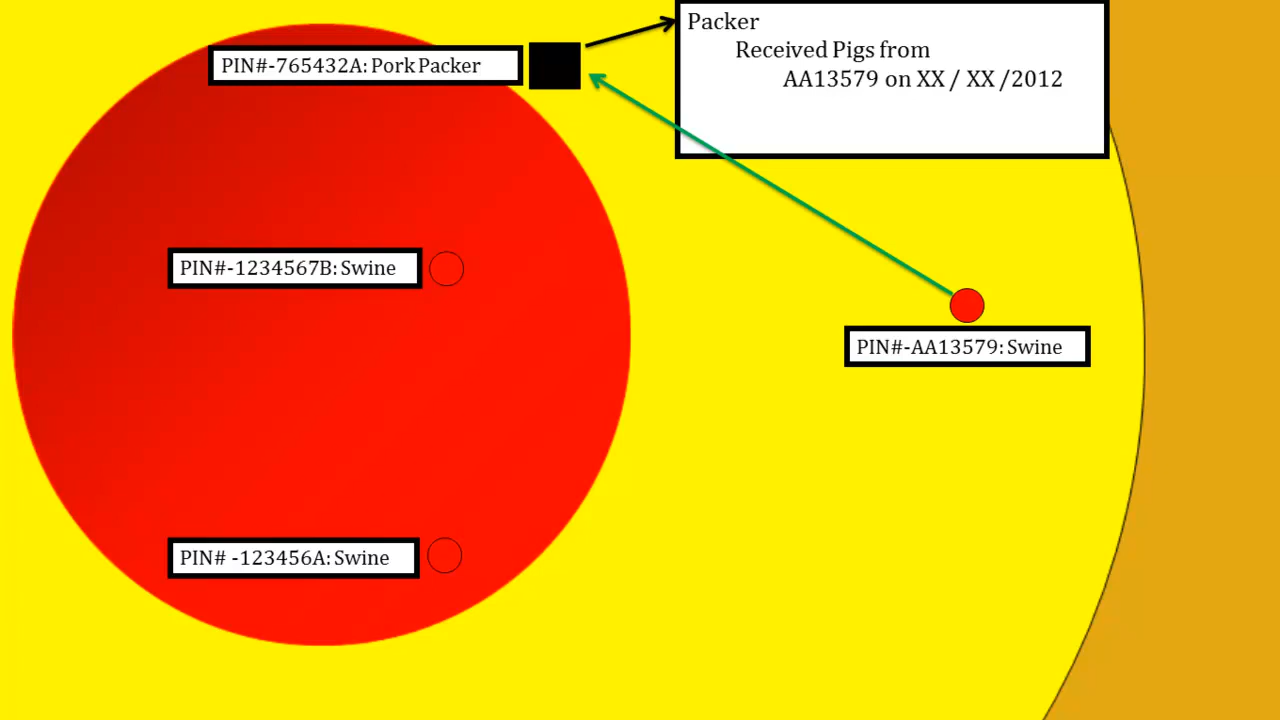 PIN#-765432A: Pork Packer
Packer
Received Pigs from
AA13579 on XX / XX /2012
PIN#-1234567B: Swine
PIN#-AA13579: Swine
PIN# -123456A: Swine